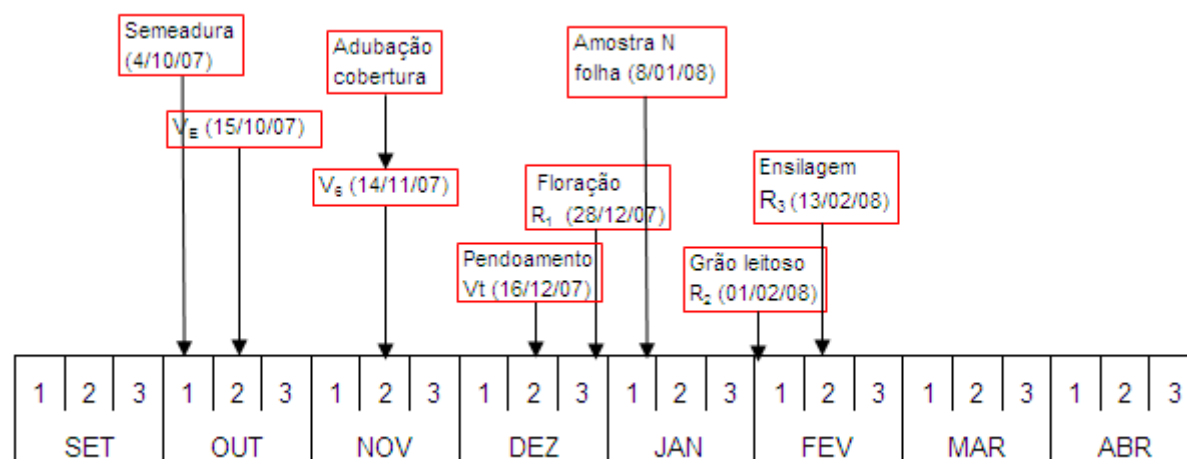 Semeadura
(4/10/07)
V_E (15/10/07)
Adubação
cobertura
V₆ (14/11/07)
Pendoamento
Vt (16/12/07)
Floração
R₁ (28/12/07)
Amostra N
folha (8/01/08)
Grão leitoso
R₂ (01/02/08)
Ensilagem
R₃ (13/02/08)
1 2 3 1 2 3 1 2 3 1 2 3 1 2 3 1 2 3 1 2 3 1 2 3
SET OUT NOV DEZ JAN FEV MAR ABR